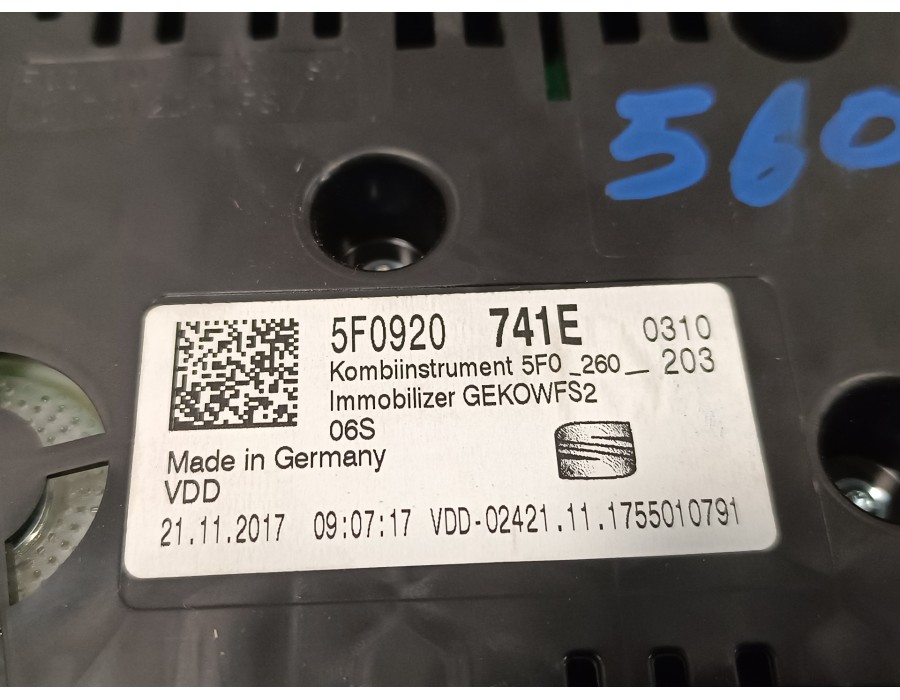 560
5F0920 741E 0310
Kombiinstrument 5F0_260_ 203
Immobilizer GEKOWFS2
06S
Made in Germany
VDD
21.11.2017 09:07:17 VDD-02421.11.1755010791